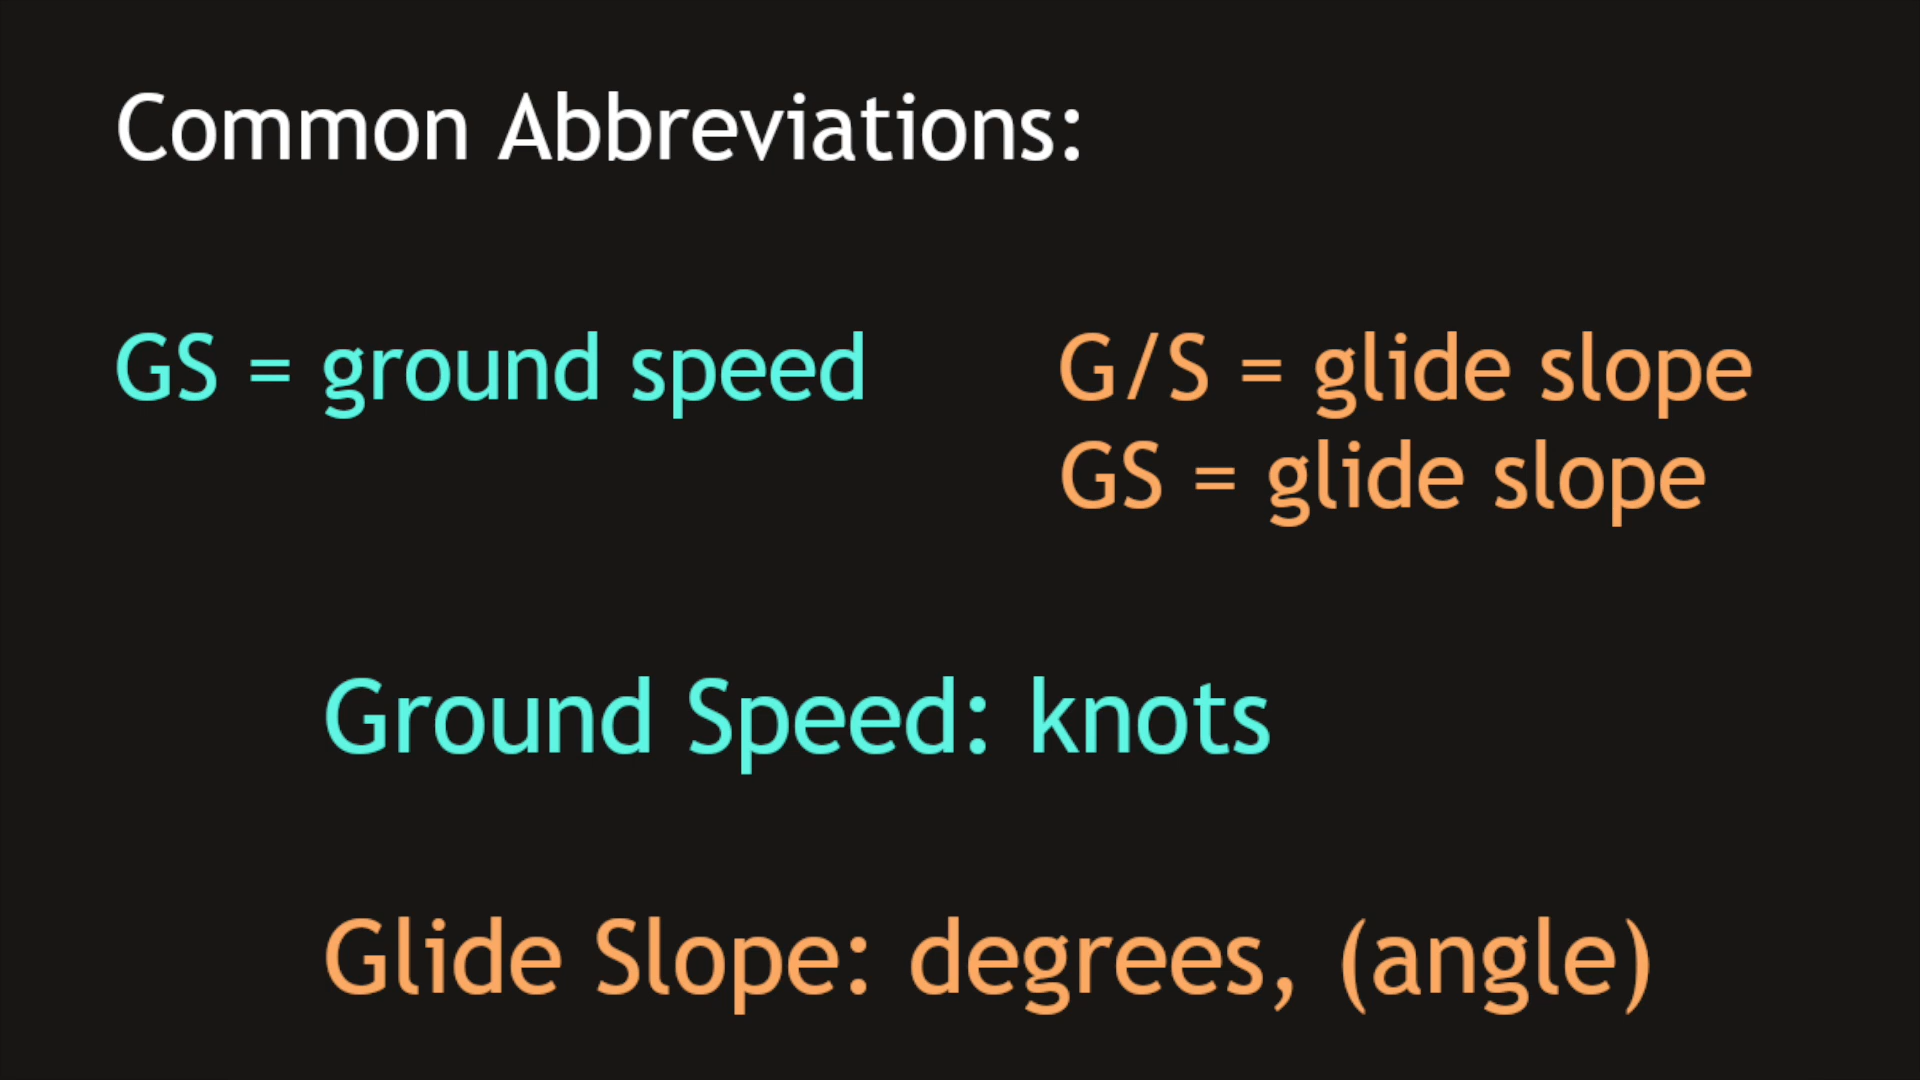 Common Abbreviations:
GS = ground speed
G/S = glide slope
GS = glide slope
Ground Speed: knots
Glide Slope: degrees, (angle)